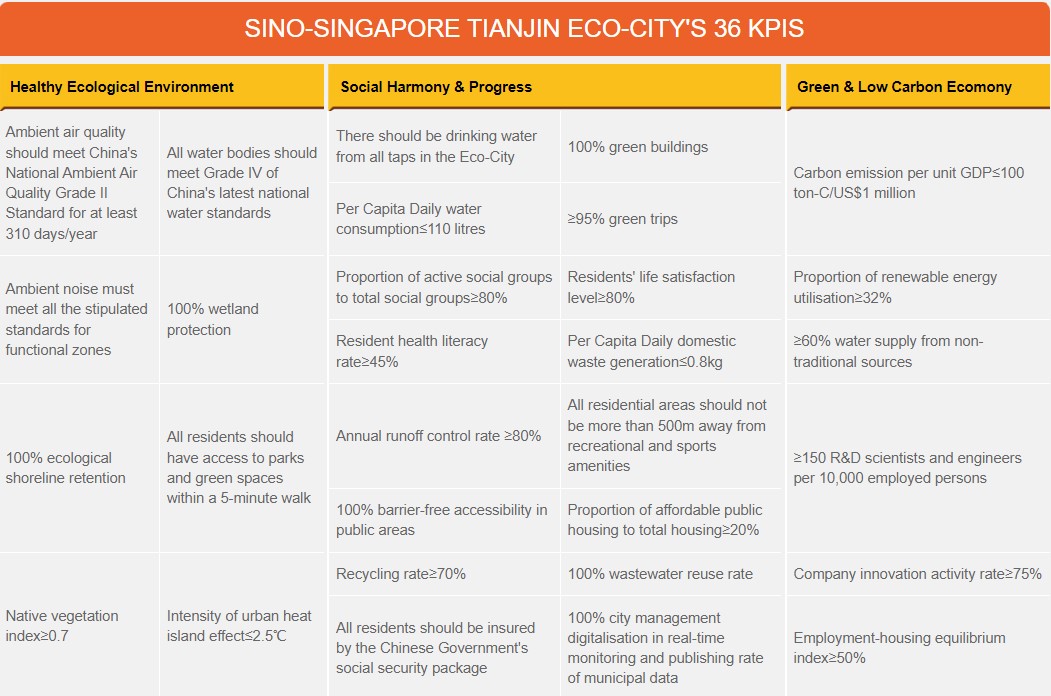 SINO-SINGAPORE TIANJIN ECO-CITY'S 36 KPIS
Healthy Ecological Environment
Social Harmony & Progress
Green & Low Carbon Ecomony
Ambient air quality
should meet China's
National Ambient Air
Quality Grade II
Standard for at least
310 days/year
All water bodies should
meet Grade IV of
China's latest national
water standards
There should be drinking water
from all taps in the Eco-City
100% green buildings
Carbon emission per unit GDP≤100
ton-C/US$1 million
Per Capita Daily water
consumption≤110 litres
≥95% green trips
Ambient noise must
meet all the stipulated
standards for
functional zones
100% wetland
protection
Proportion of active social groups
to total social groups≥80%
Residents' life satisfaction
level≥80%
Proportion of renewable energy
utilisation≥32%
Resident health literacy
rate≥45%
Per Capita Daily domestic
waste generation≤0.8kg
≥60% water supply from non-
traditional sources
100% ecological
shoreline retention
All residents should
have access to parks
and green spaces
within a 5-minute walk
Annual runoff control rate ≥80%
All residential areas should not
be more than 500m away from
recreational and sports
amenities
≥150 R&D scientists and engineers
per 10,000 employed persons
100% barrier-free accessibility in
public areas
Proportion of affordable public
housing to total housing≥20%
Native vegetation
index≥0.7
Intensity of urban heat
island effect≤2.5℃
Recycling rate≥70%
100% wastewater reuse rate
Company innovation activity rate≥75%
All residents should be insured
by the Chinese Government's
social security package
100% city management
digitalisation in real-time
monitoring and publishing rate
of municipal data
Employment-housing equilibrium
index≥50%